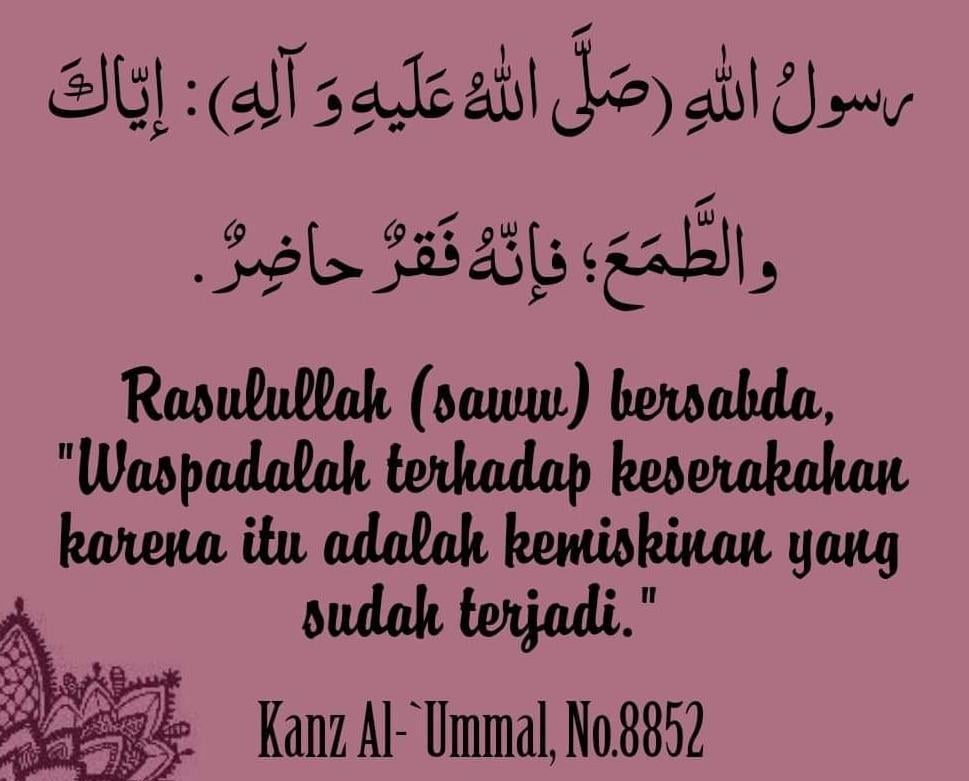 رسولُ اللهِ (صَلَّى اللهُ عَلَيهِ وَ آلِهِ): إيّاكَ
والطَّمَعَ؛ فإنّهُ فَقرٌ حاضِرٌ.
Rasulullah (saww) bersabda,
"Waspadalah terhadap keserakahan
karena itu adalah kemiskinan yang
sudah terjadi."
Kanz Al-`Ummal, No.8852